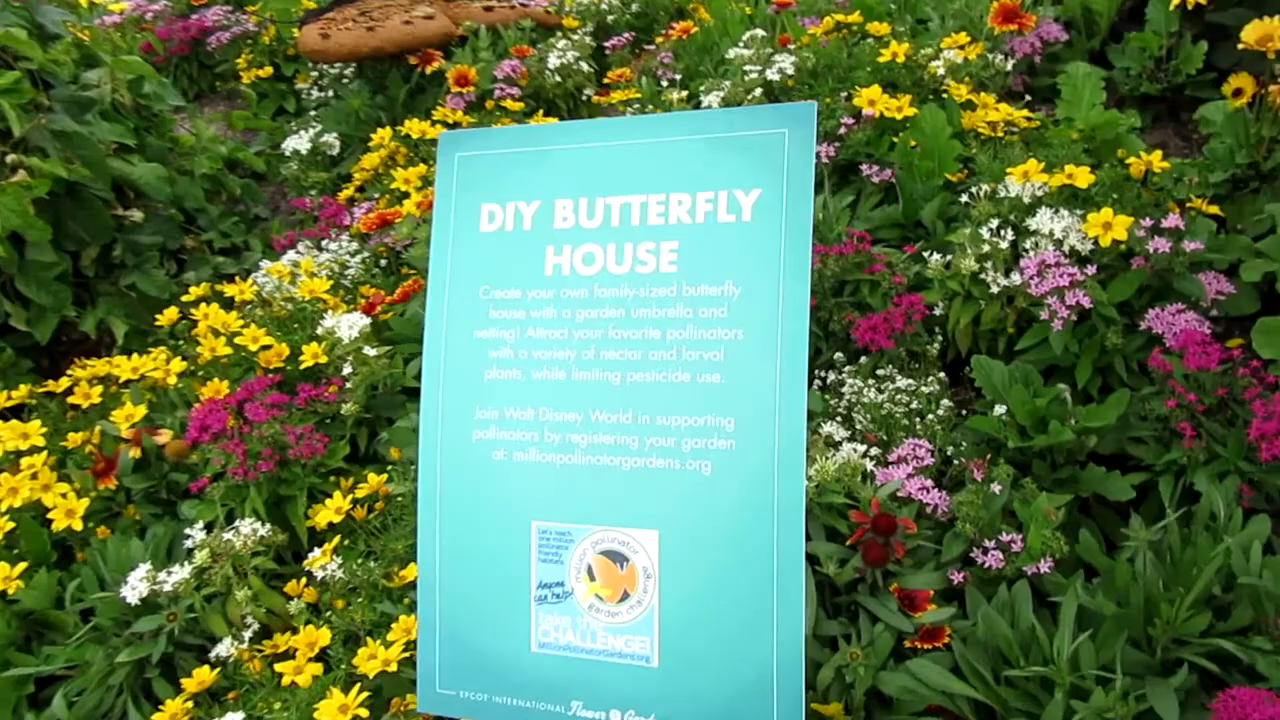 DIY BUTTERFLY
HOUSE
Create your own family-sized butterfly
house with a garden umbrella and
netting! Attract your favorite pollinators
with a variety of nectar and larval
plants, while limiting pesticide use.
Join Walt Disney World in supporting
pollinators by registering your garden
at: millionpollinatorgardens.org
Let's reach
one million
pollinator
friendly
habitats.
million pollinator
garden challenge
Anyone
can help!
take the
CHALLENGE!
MillionPollinatorGardens.org
EPCOT INTERNATIONAL Flower